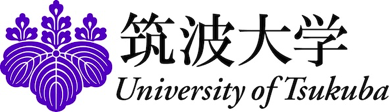 筑波大学
University of Tsukuba